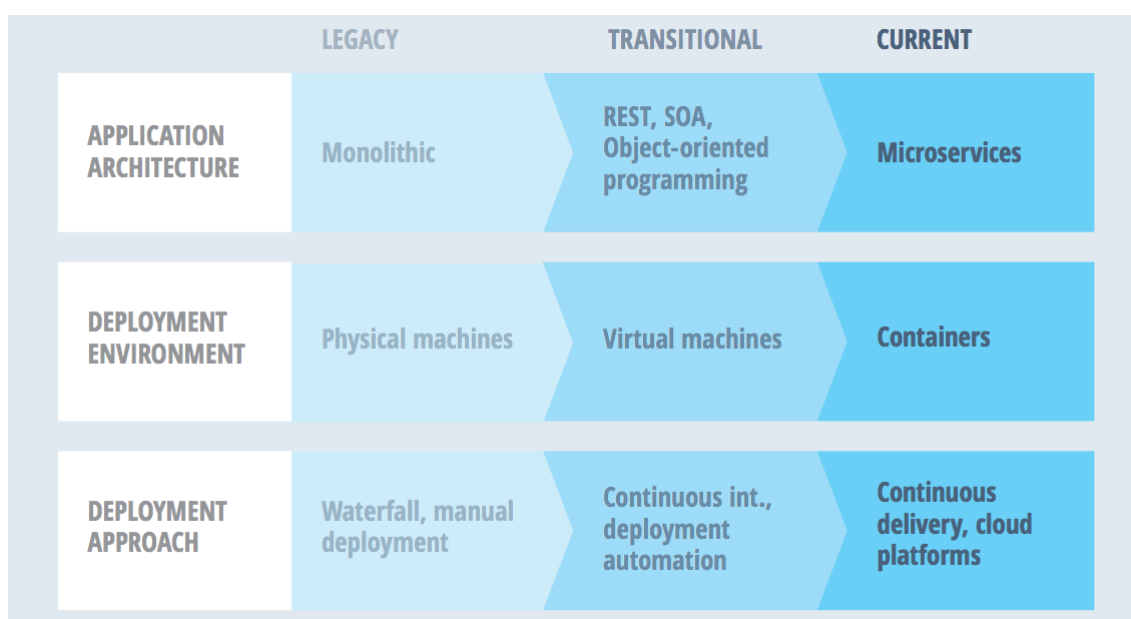 LEGACY
TRANSITIONAL
CURRENT
APPLICATION
ARCHITECTURE
Monolithic
REST, SOA,
Object-oriented
programming
Microservices
DEPLOYMENT
ENVIRONMENT
Physical machines
Virtual machines
Containers
DEPLOYMENT
APPROACH
Waterfall, manual
deployment
Continuous int.,
deployment
automation
Continuous
delivery, cloud
platforms